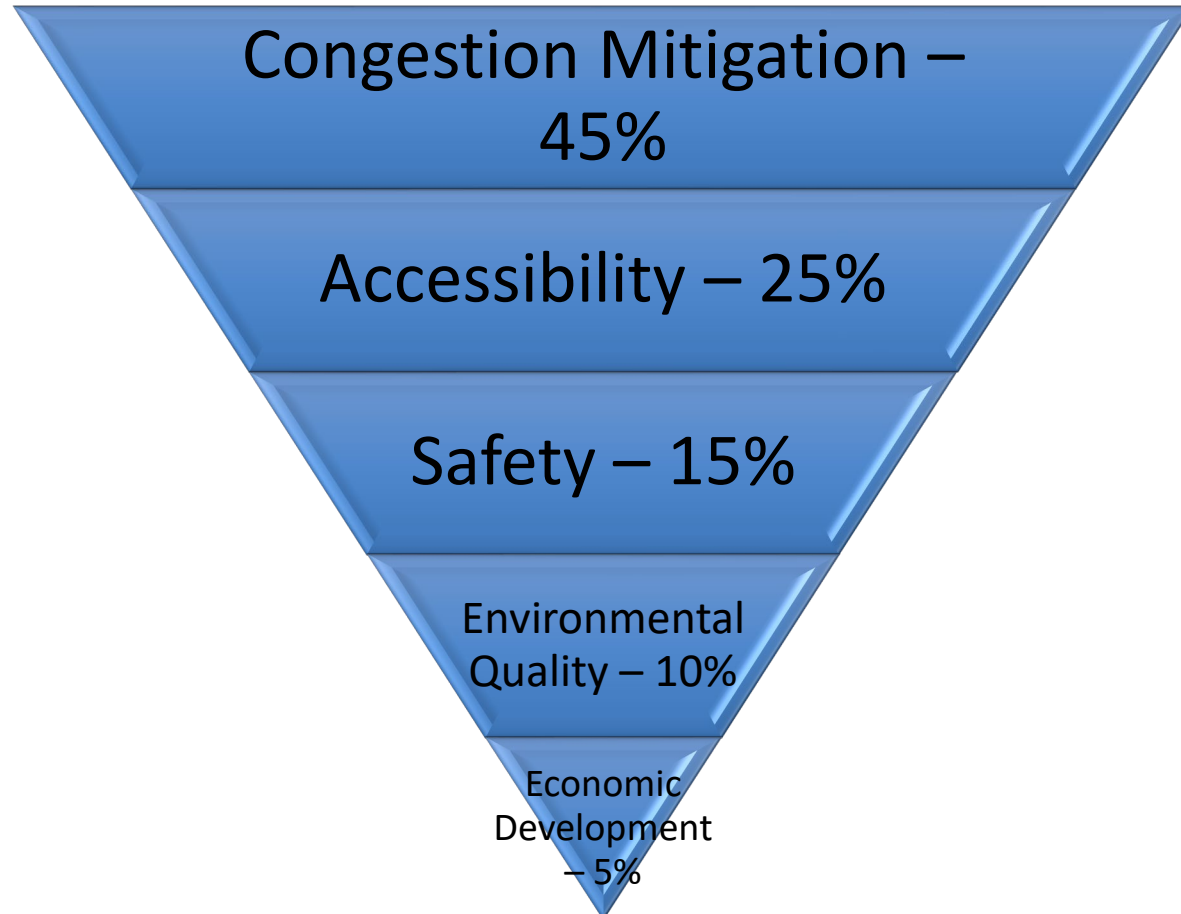 Congestion Mitigation –
45%
Accessibility – 25%
Safety – 15%
Environmental
Quality – 10%
Economic
Development
– 5%